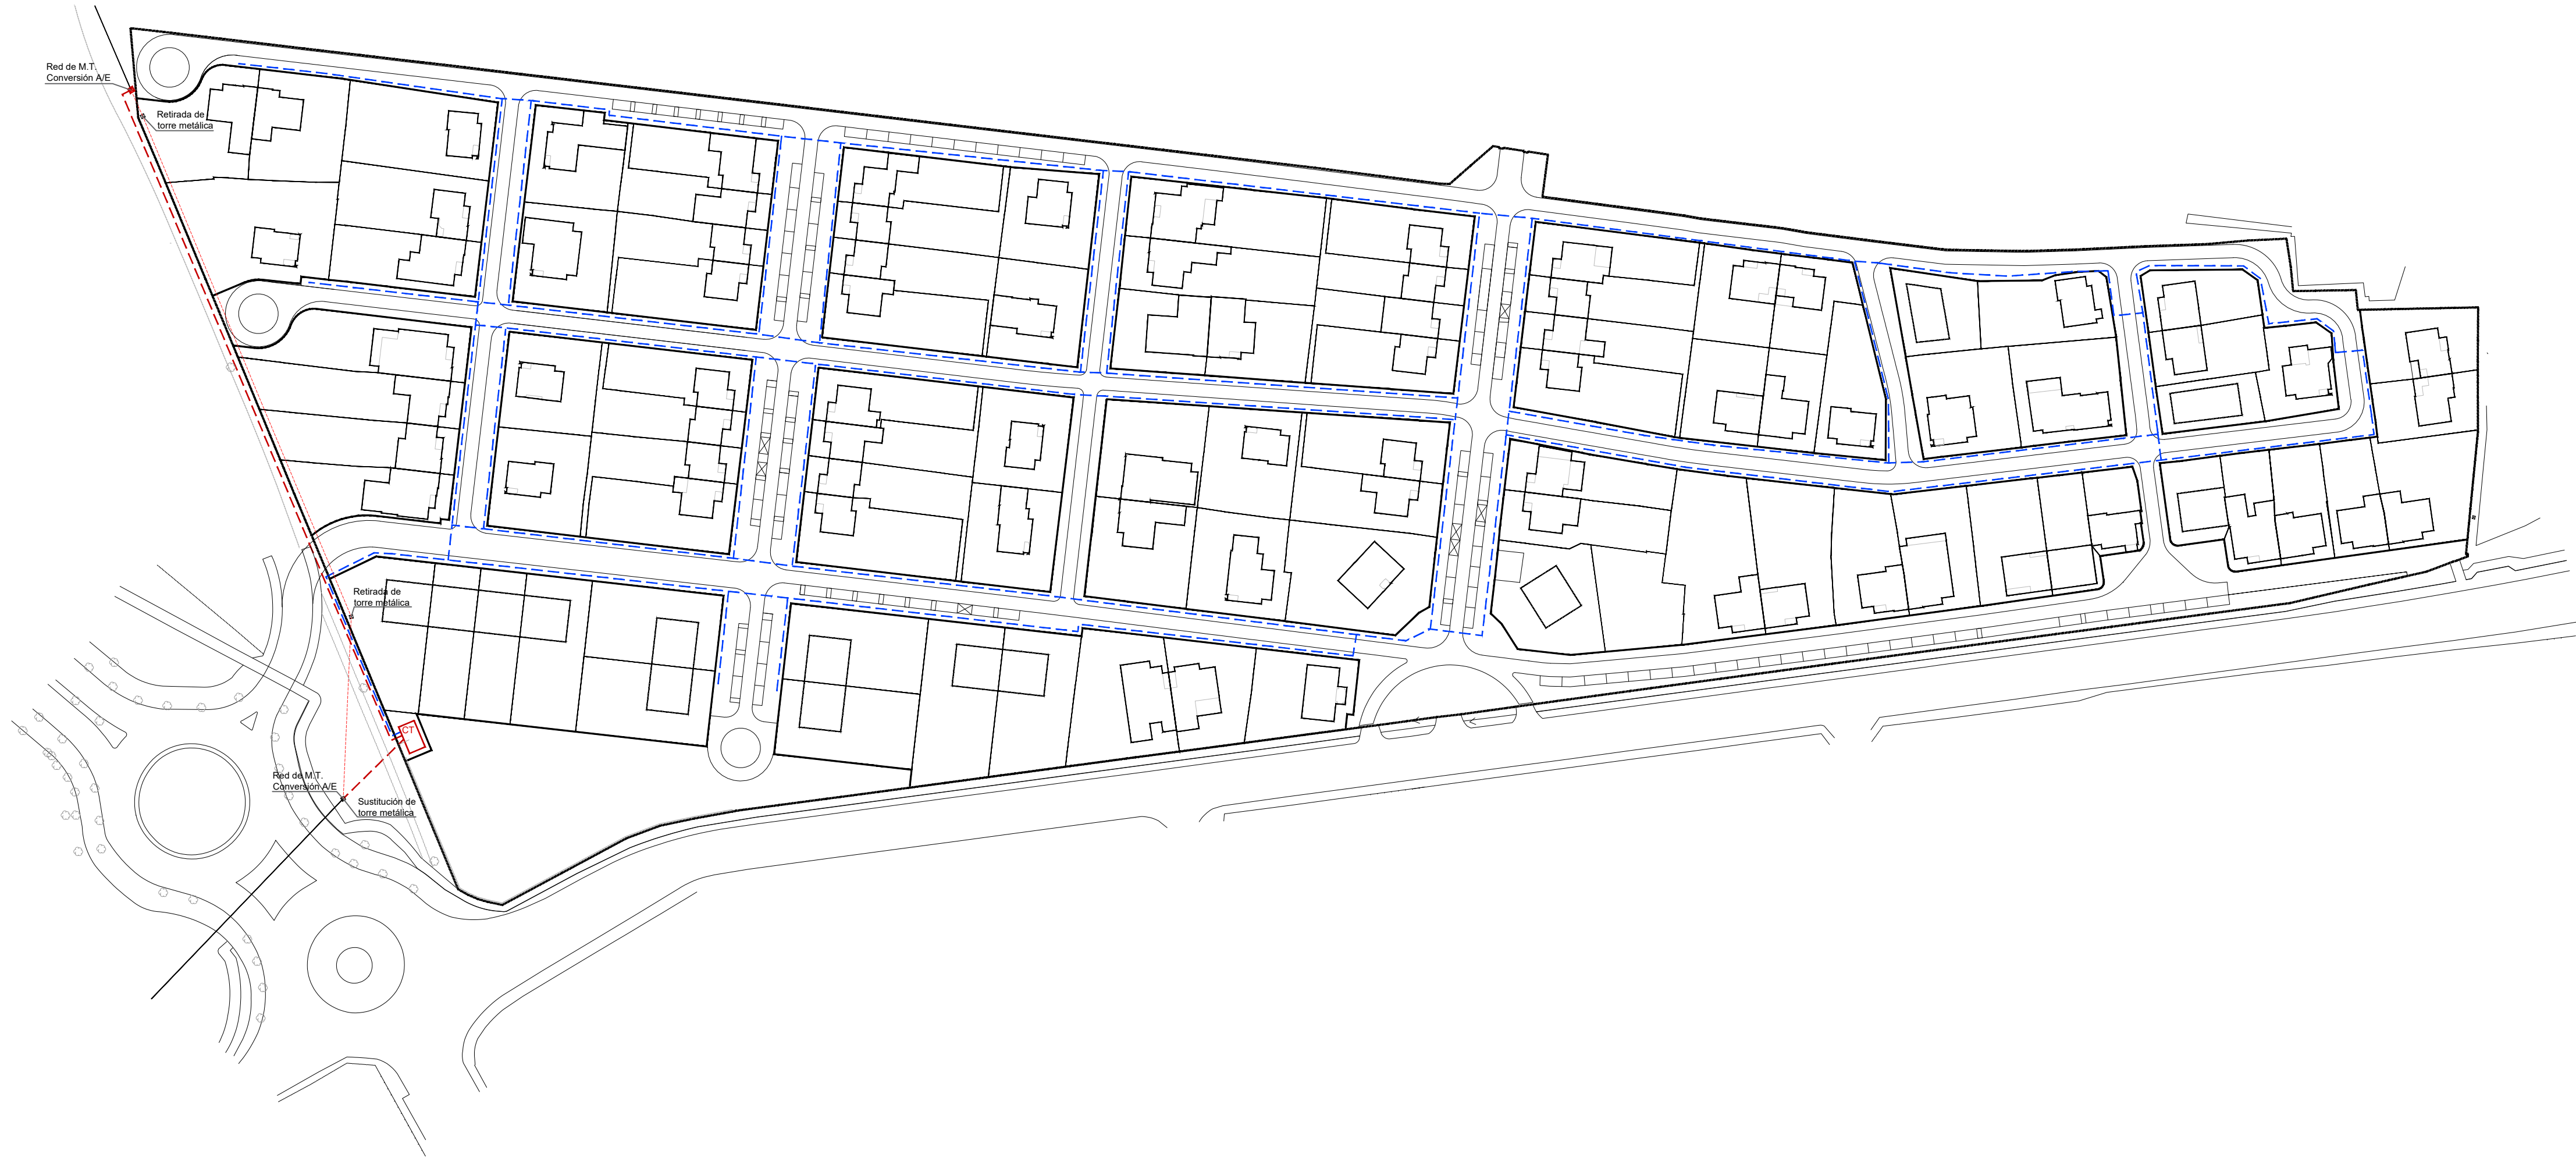 Red de M.T.
Conversión A/E
Retirada de
torre metálica
Retirada de
torre metálica
CT
Red de M.T.
Conversión A/E
Sustitución de
torre metálica